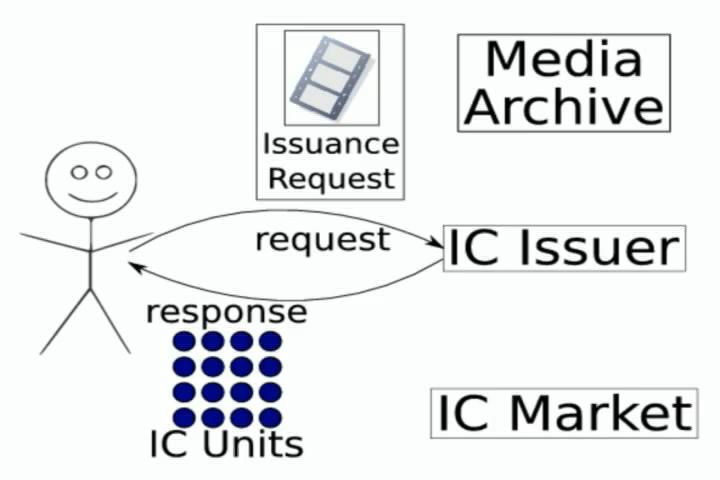 Media
Archive
Issuance
Request
request
IC Issuer
response
IC Units
IC Market